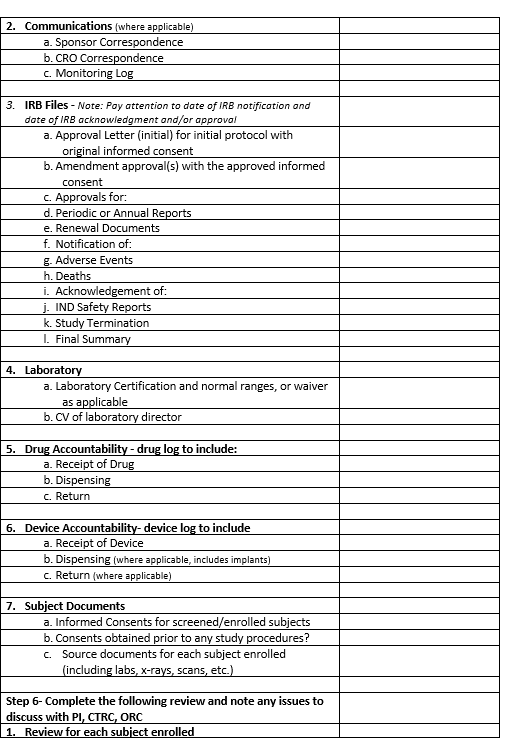 2. Communications (where applicable)
a. Sponsor Correspondence
b. CRO Correspondence
c. Monitoring Log
3. IRB Files - Note: Pay attention to date of IRB notification and
date of IRB acknowledgment and/or approval
a. Approval Letter (initial) for initial protocol with
original informed consent
b. Amendment approval(s) with the approved informed
consent
c. Approvals for:
d. Periodic or Annual Reports
e. Renewal Documents
f. Notification of:
g. Adverse Events
h. Deaths
i. Acknowledgement of:
j. IND Safety Reports
k. Study Termination
l. Final Summary
4. Laboratory
a. Laboratory Certification and normal ranges, or waiver
as applicable
b. CV of laboratory director
5. Drug Accountability - drug log to include:
a. Receipt of Drug
b. Dispensing
c. Return
6. Device Accountability- device log to include
a. Receipt of Device
b. Dispensing (where applicable, includes implants)
c. Return (where applicable)
7. Subject Documents
a. Informed Consents for screened/enrolled subjects
b. Consents obtained prior to any study procedures?
c. Source documents for each subject enrolled
(including labs, x-rays, scans, etc.)
Step 6- Complete the following review and note any issues to
discuss with PI, CTRC, ORC
1. Review for each subject enrolled